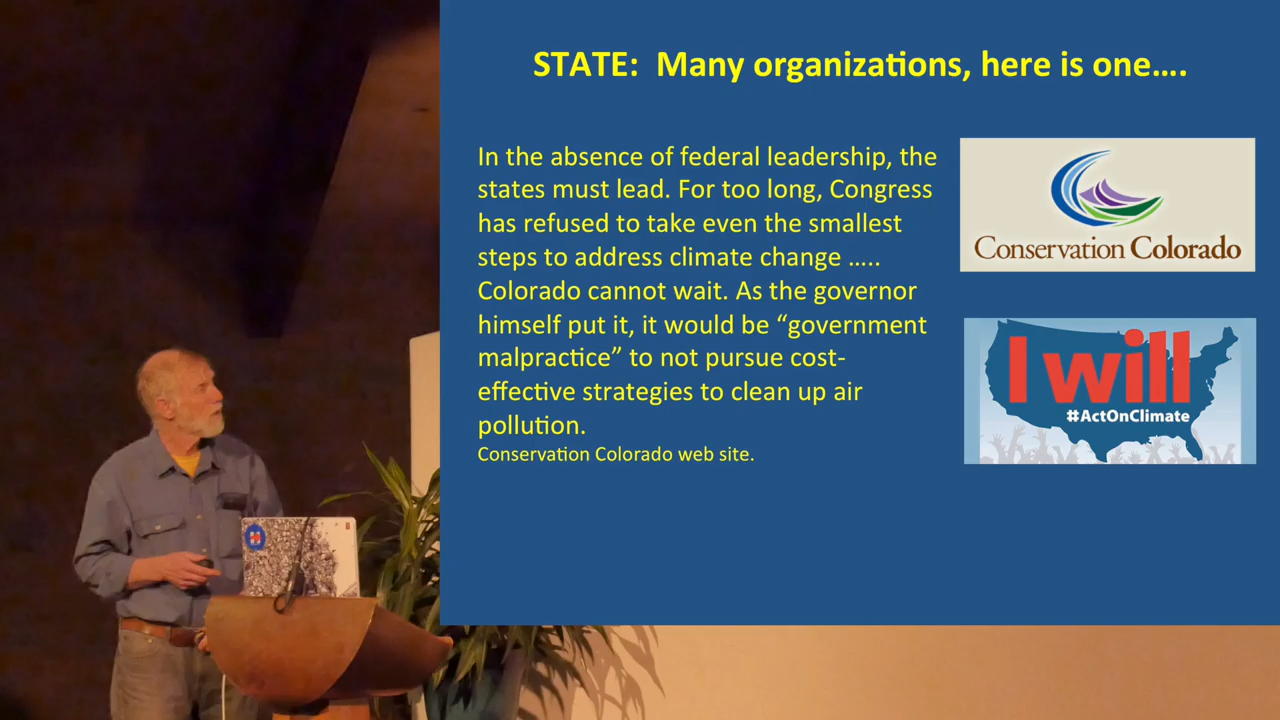 STATE:  Many organizations, here is one….
In the absence of federal leadership, the
states must lead. For too long, Congress
has refused to take even the smallest
steps to address climate change …..
Colorado cannot wait. As the governor
himself put it, it would be “government
malpractice” to not pursue cost-
effective strategies to clean up air
pollution.
Conservation Colorado web site.
Conservation Colorado
I will
#ActOnClimate